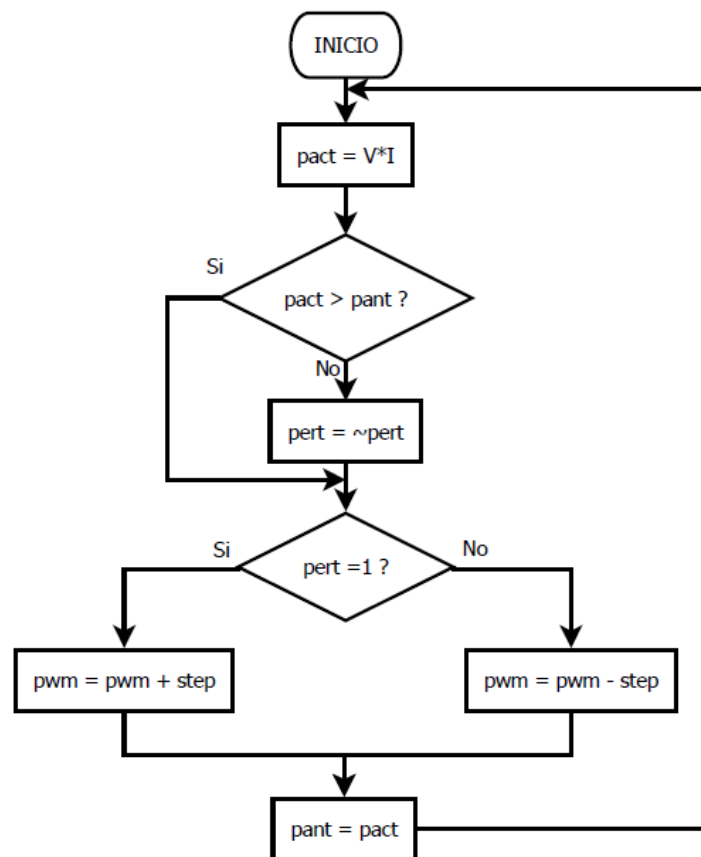 INICIO
pact = V*I
Si
pact > pant ?
No
pert = ~pert
Si
pert =1 ?
No
pwm = pwm + step
pwm = pwm - step
pant = pact